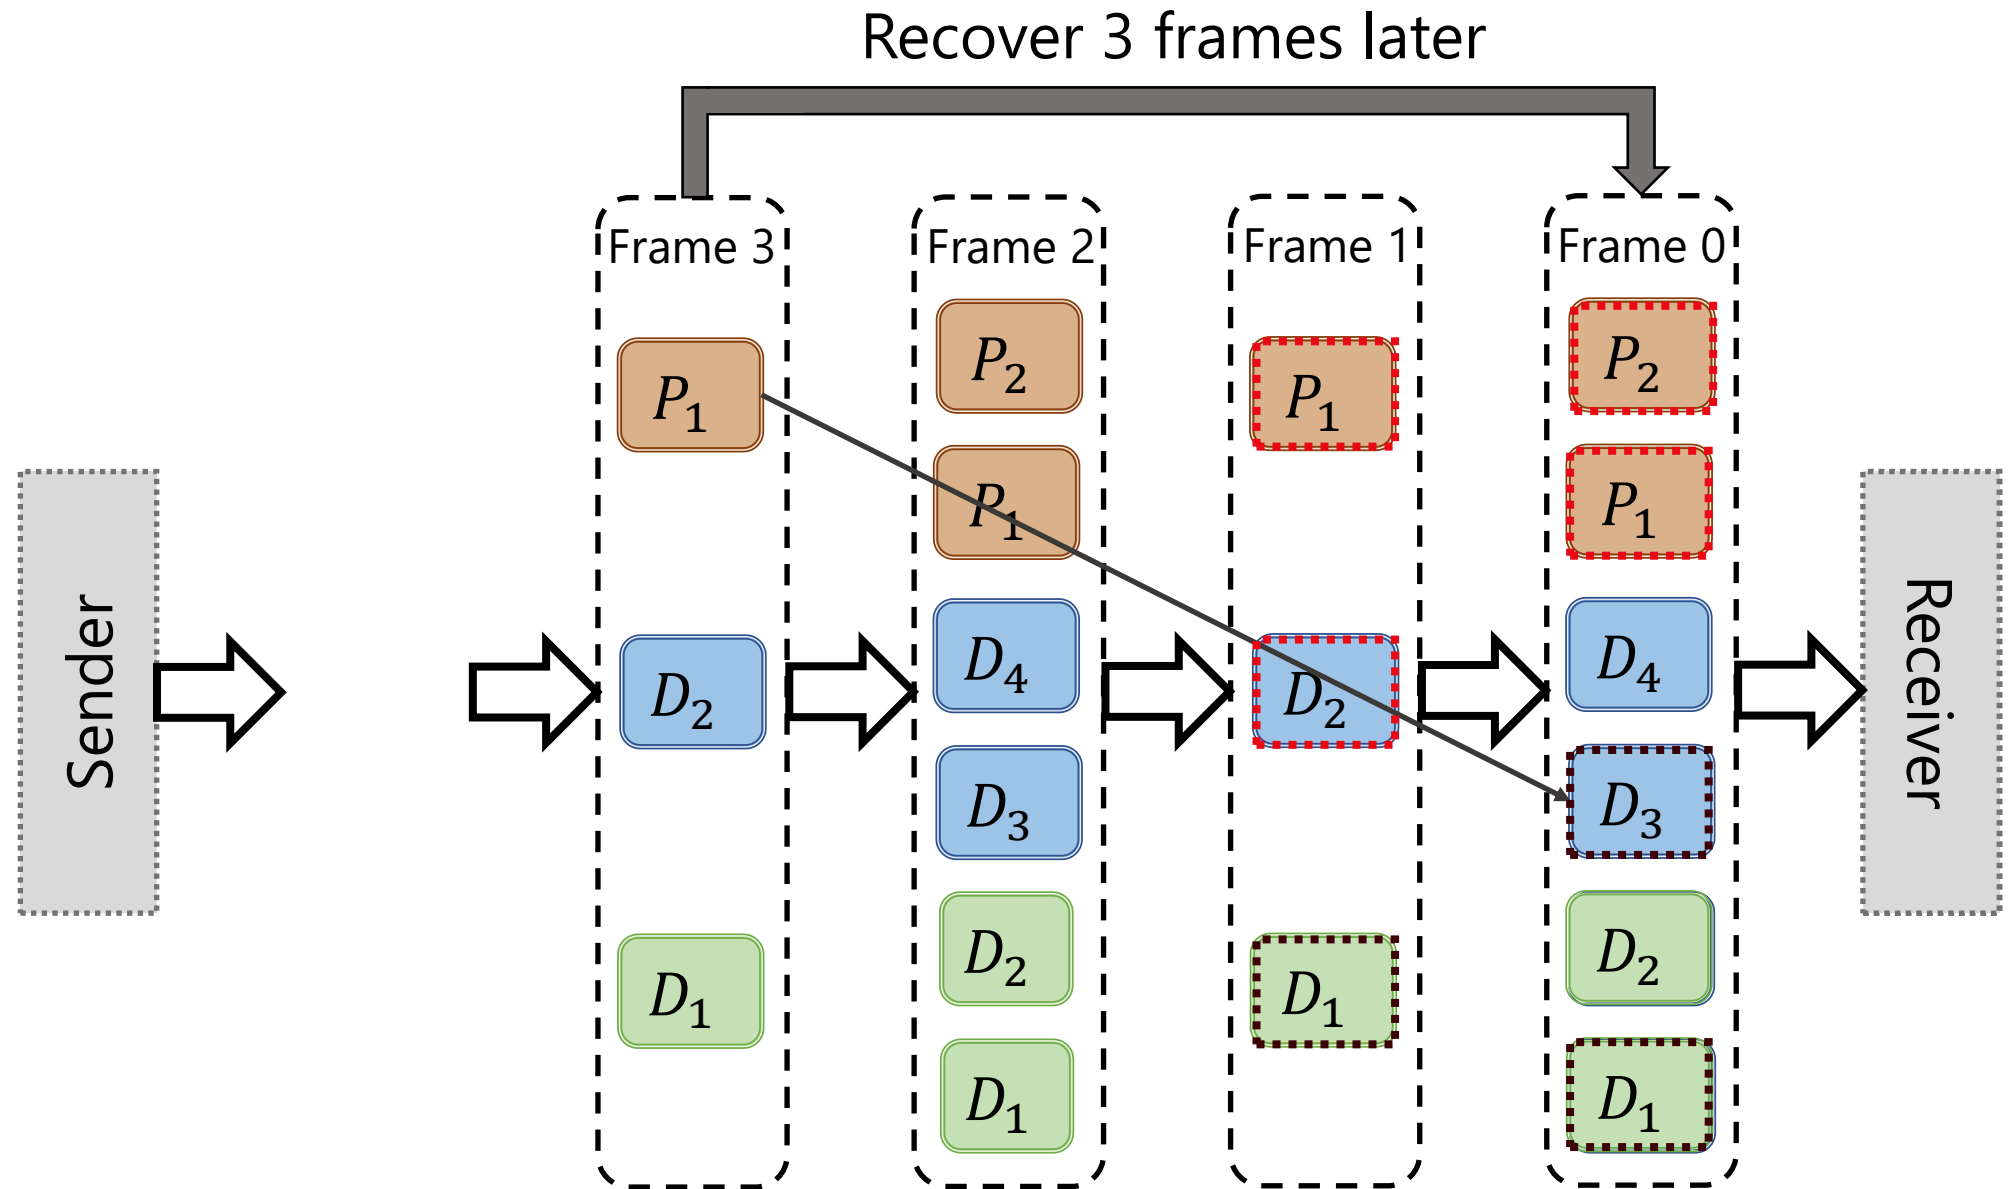 Recover 3 frames later
Sender
Frame 3
P₁
D₂
D₁
Frame 2
P₂
P₁
D₄
D₃
D₂
D₁
Frame 1
P₁
D₂
D₁
Frame 0
P₂
P₁
D₄
D₃
D₂
D₁
Receiver